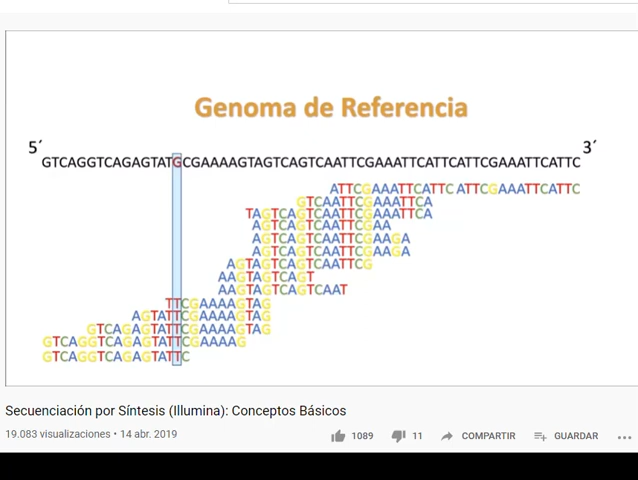 Genoma de Referencia
5´ 3´
GTCAGGTCAGAGTATGCGAAAAGTAGTCAGTCAATTCGAAATTCATTCATTCGAAATTCATTC
ATTCGAAATTCATTC ATTCGAAATTCATTC
GTCAATTCGAAATTCA
TAGTCAGTCAATTCGAAATTCA
AGTCAGTCAATTCGAA
AGTCAGTCAATTCGAAGA
AGTCAGTCAATTCGAAGA
AGTAGTCAGTCAATTCG
AAGTAGTCAGT
AAGTAGTCAGTCAAT
TTCGAAAAGTAG
AGTATTCGAAAAGTAG
GTCAGAGTATTCGAAAAGTAG
GTCAGGTCAGAGTATTCGAAAAG
GTCAGGTCAGAGTATTC
Secuenciación por Síntesis (Illumina): Conceptos Básicos
19.083 visualizaciones • 14 abr. 2019 1089 11 COMPARTIR GUARDAR ...